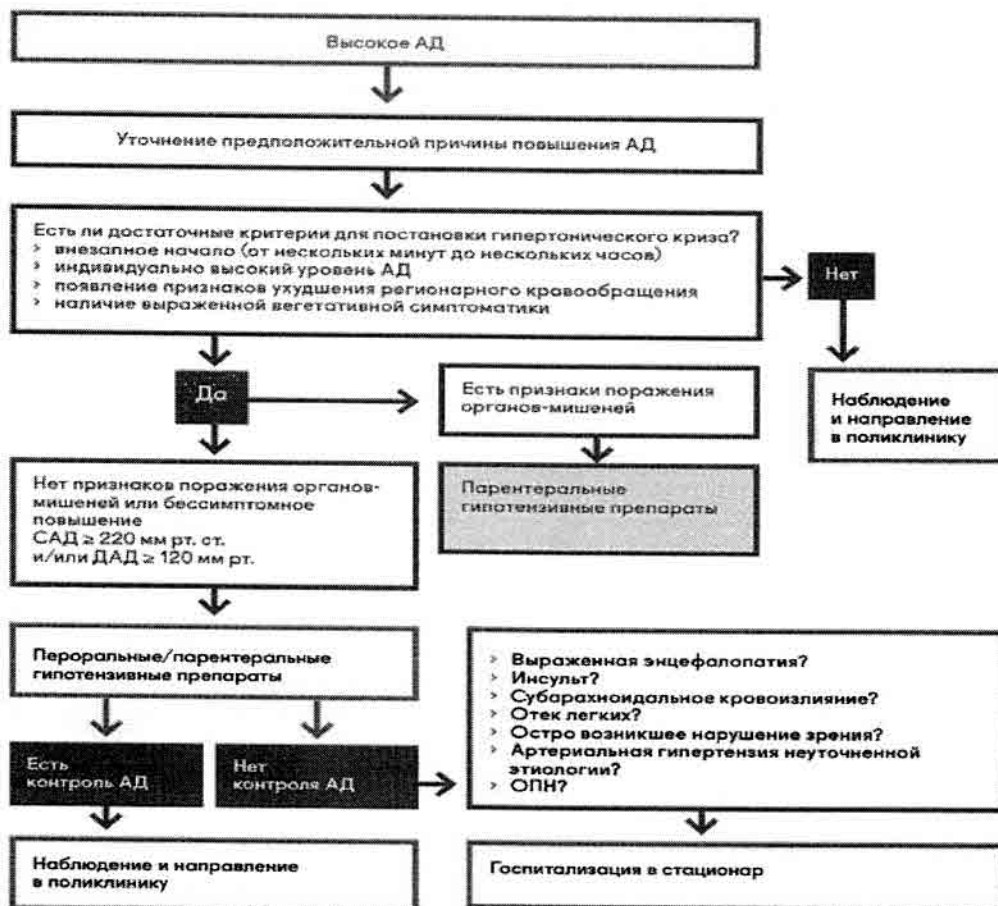 Высокое АД
Уточнение предположительной причины повышения АД
Есть ли достаточные критерии для постановки гипертонического криза?
> внезапное начало (от нескольких минут до нескольких часов)
> индивидуально высокий уровень АД
> появление признаков ухудшения регионарного кровообращения
> наличие выраженной вегетативной симптоматики
Нет
Да
Есть признаки поражения
органов-мишеней
Наблюдение
и направление
в поликлинику
Парентеральные
гипотензивные препараты
Нет признаков поражения органов-
мишеней или бессимптомное
повышение
САД ≥ 220 мм рт. ст.
и/или ДАД ≥ 120 мм рт.
Пероральные/парентеральные
гипотензивные препараты
Есть
контроль АД
Нет
контроля АД
> Выраженная энцефалопатия?
> Инсульт?
> Субарахноидальное кровоизлияние?
> Отек легких?
> Остро возникшее нарушение зрения?
> Артериальная гипертензия неуточненной
этиологии?
> ОПН?
Наблюдение и направление
в поликлинику
Госпитализация в стационар